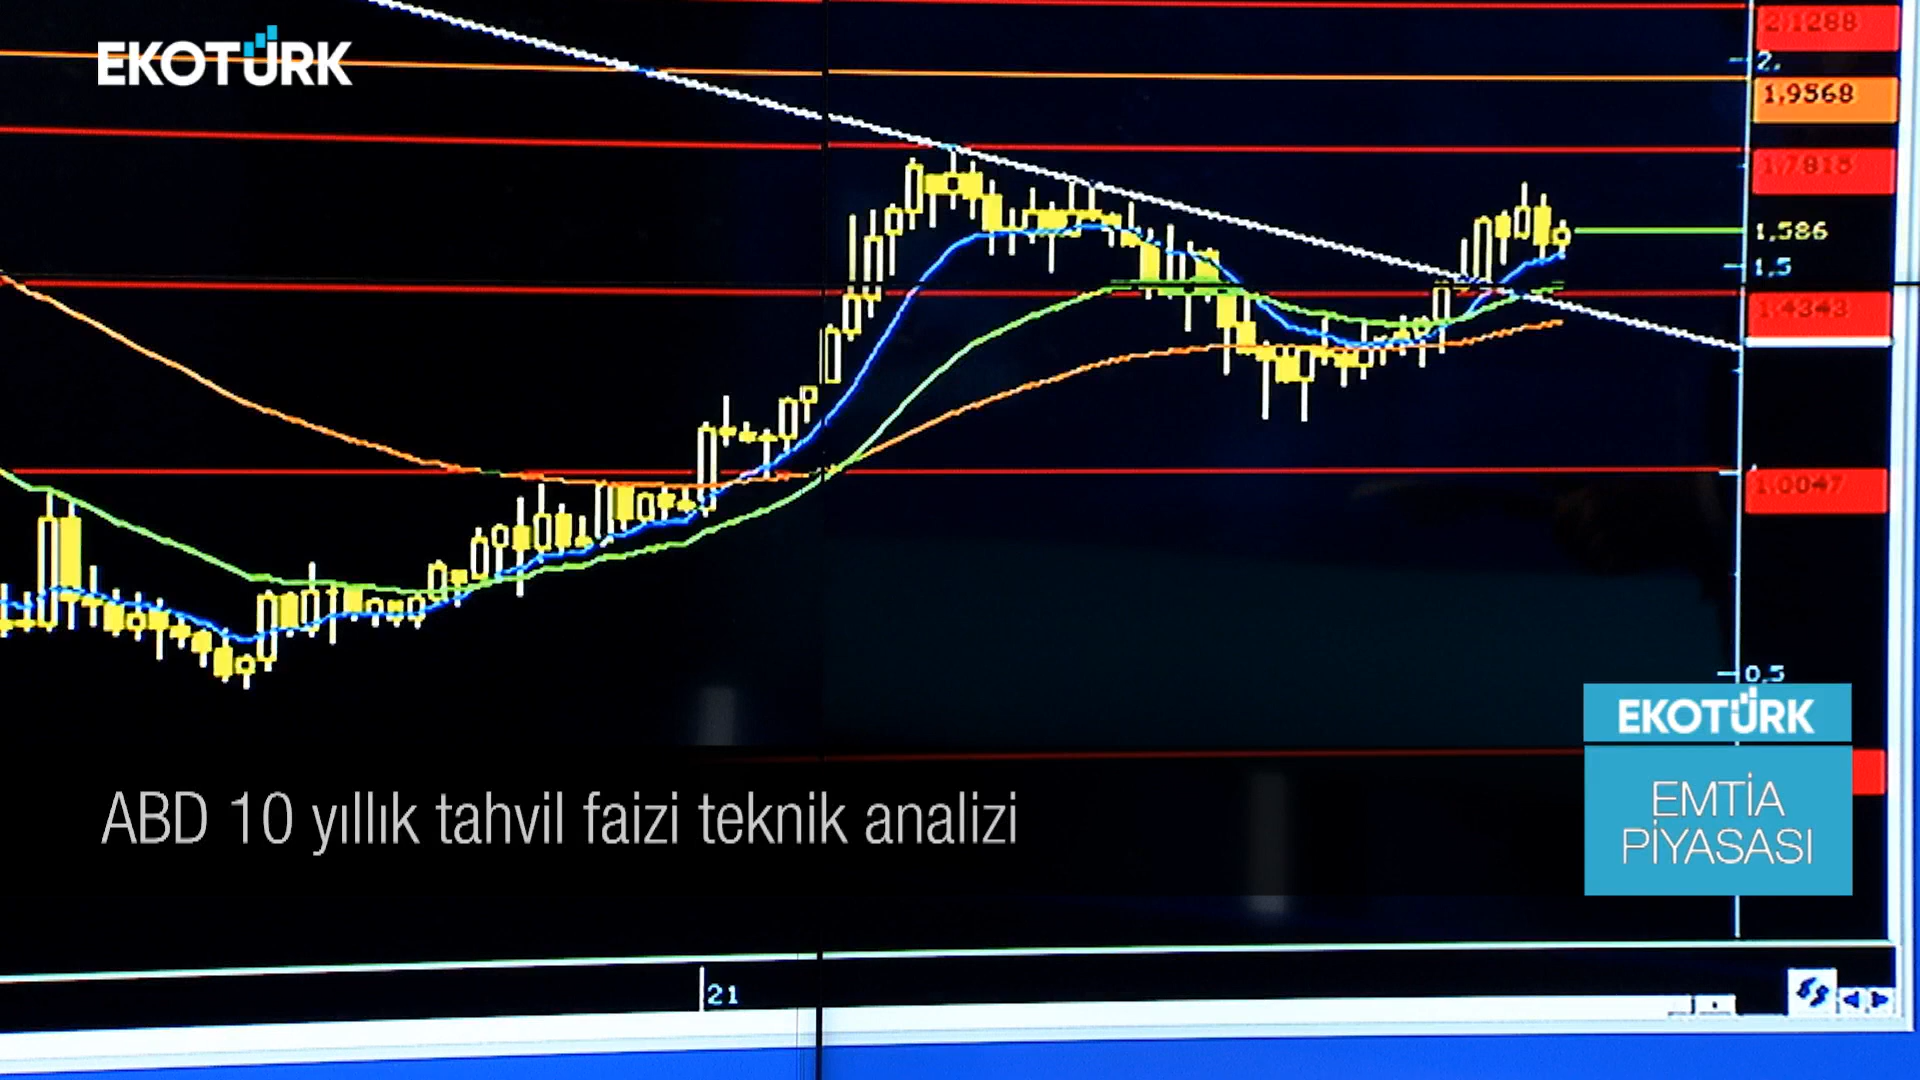 EKOTÜRK
2,1288
2,
1,9568
1,7815
1,586
1,5
1,4343
1,0047
0,5
EKOTÜRK
EMTİA
PİYASASI
ABD 10 yıllık tahvil faizi teknik analizi
21